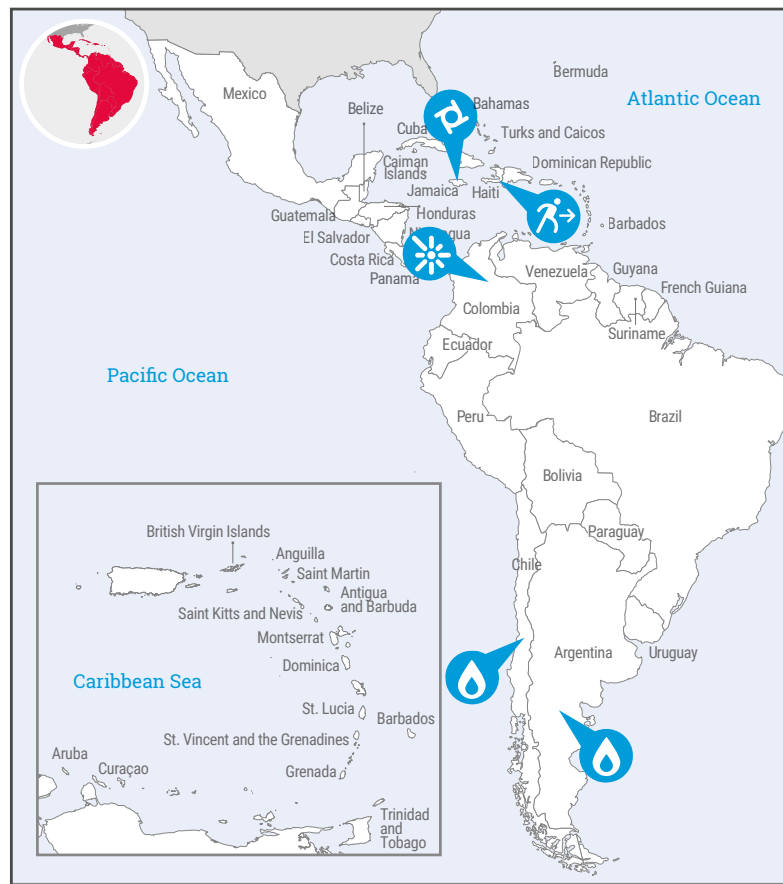 Bermuda
Atlantic Ocean
Mexico
Bahamas
Belize
Cuba
Turks and Caicos
Caiman
Islands
Dominican Republic
Jamaica
Haiti
Guatemala
Honduras
Barbados
El Salvador
Nicaragua
Costa Rica
Panama
Venezuela
Guyana
French Guiana
Colombia
Suriname
Ecuador
Pacific Ocean
Peru
Brazil
Bolivia
Paraguay
Chile
Argentina
Uruguay
British Virgin Islands
Anguilla
Saint Martin
Antigua
and Barbuda
Saint Kitts and Nevis
Montserrat
Dominica
Caribbean Sea
St. Lucia
Barbados
St. Vincent and the Grenadines
Aruba
Curaçao
Grenada
Trinidad
and
Tobago